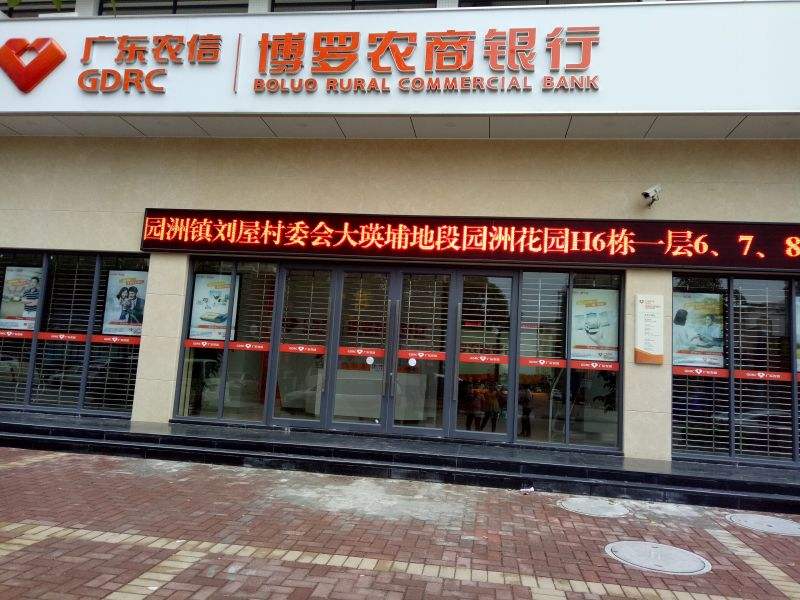 广东农信
GDRC
博罗农商银行
BOLUO RURAL COMMERCIAL BANK
园洲镇刘屋村委会大瑛埔地段园洲花园H6栋一层6、7、8